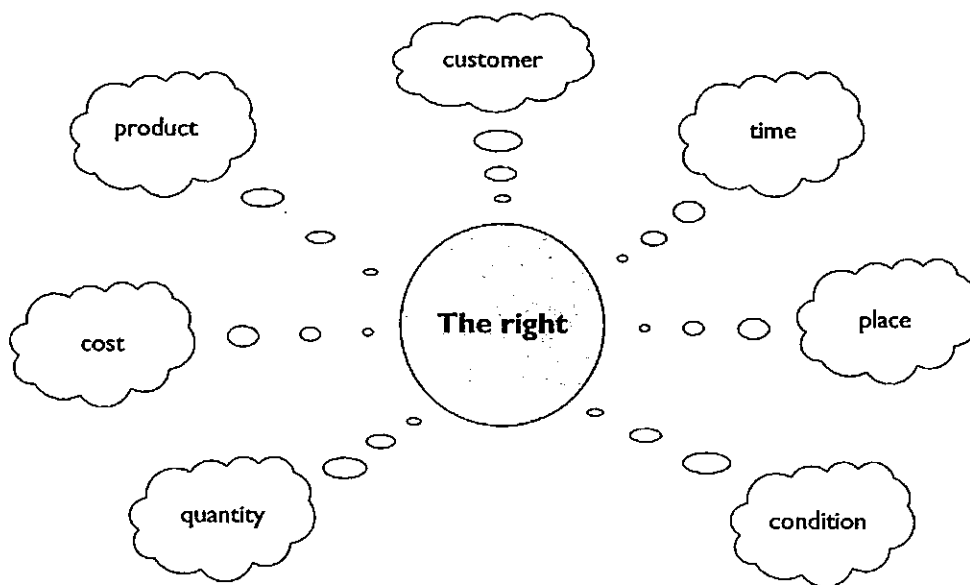 customer
product
time
The right
cost
place
quantity
condition